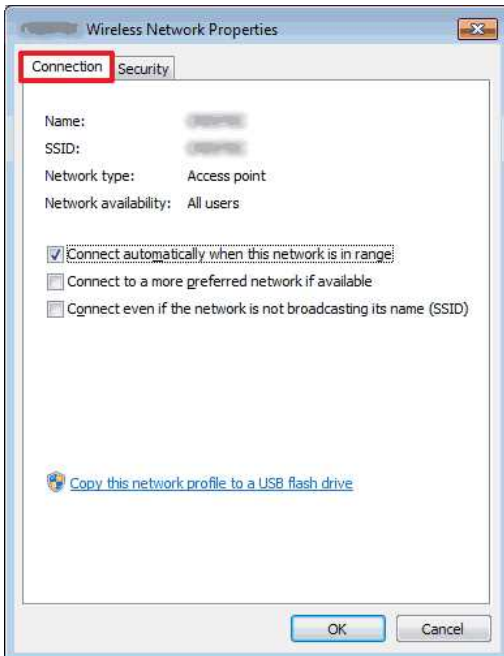 Wireless Network Properties
Connection Security
Name:
SSID:
Network type: Access point
Network availability: All users
Connect automatically when this network is in range
Connect to a more preferred network if available
Connect even if the network is not broadcasting its name (SSID)
Copy this network profile to a USB flash drive
OK Cancel